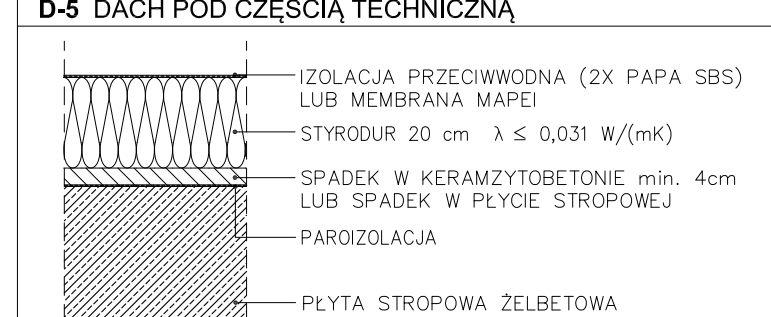 D-5 DACH POD CZĘŚCIĄ TECHNICZNĄ
IZOLACJA PRZECIWWODNA (2X PAPA SBS)
LUB MEMBRANA MAPEI
STYRODUR 20 cm λ ≤ 0,031 W/(mK)
SPADEK W KERAMZYTOBETONIE min. 4cm
LUB SPADEK W PŁYCIE STROPOWEJ
PAROIZOLACJA
PŁYTA STROPOWA ŻELBETOWA